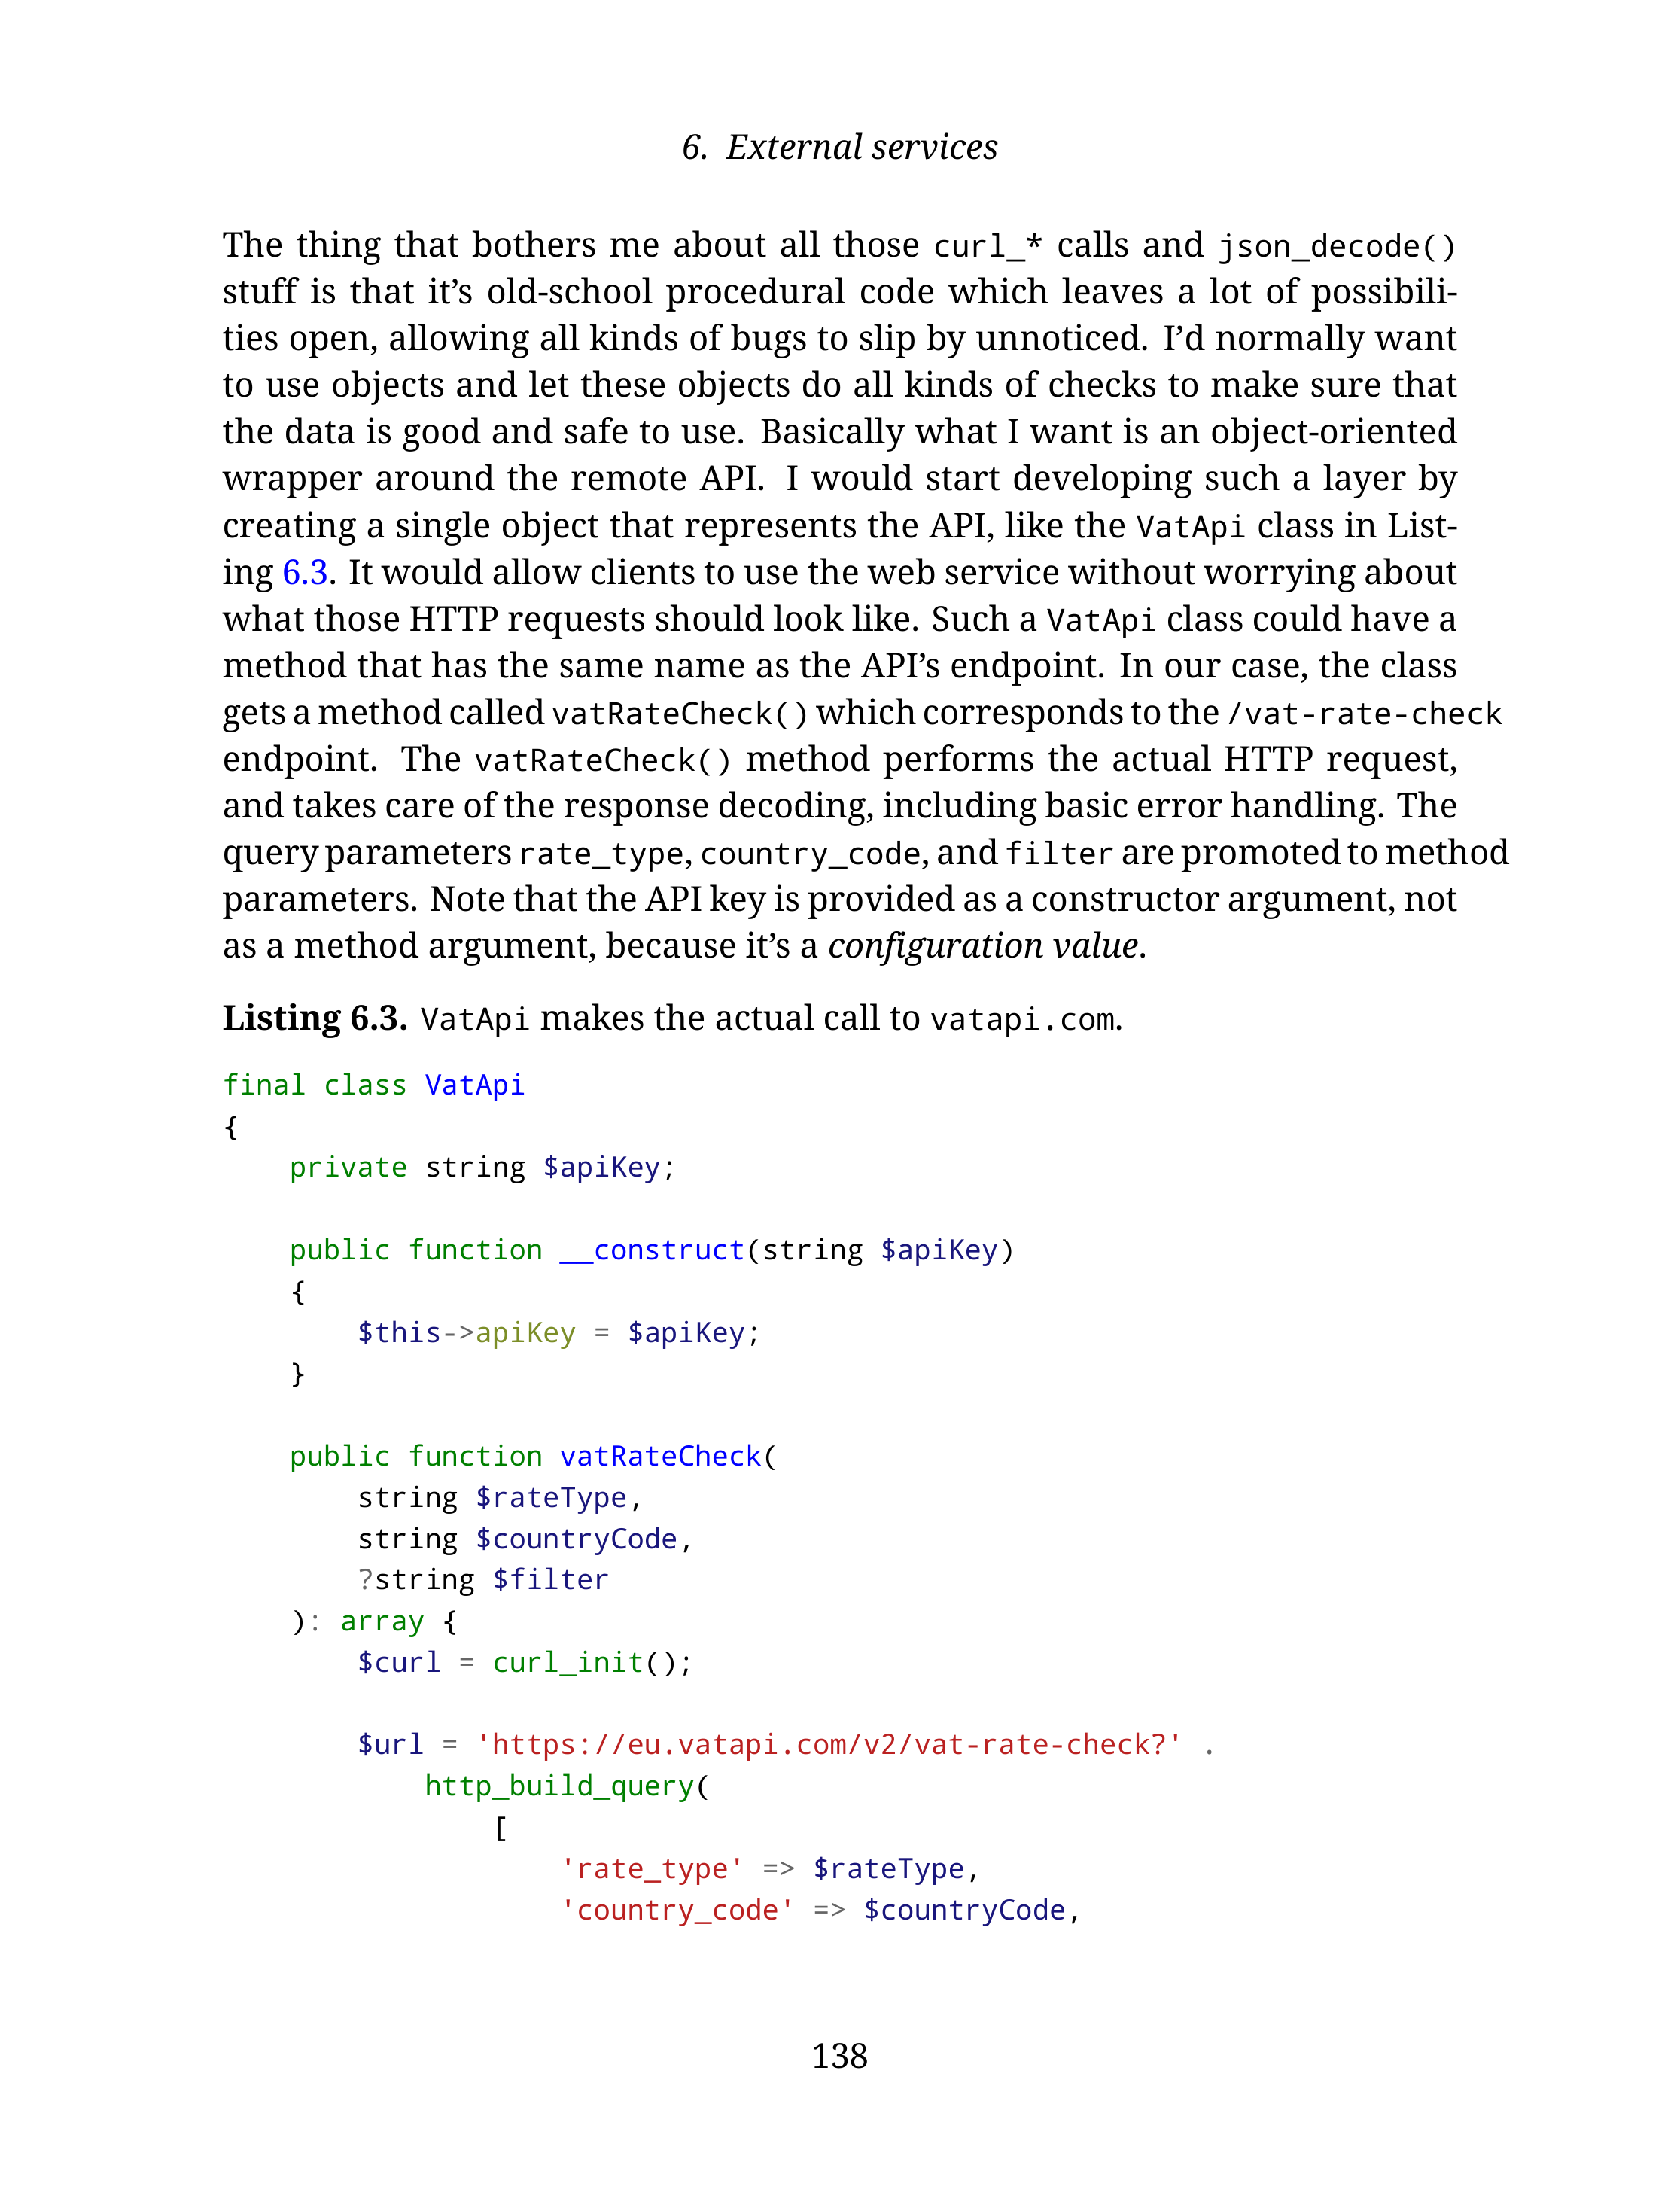 6. External services
The thing that bothers me about all those curl_* calls and json_decode()
stuff is that it’s old-school procedural code which leaves a lot of possibili-
ties open, allowing all kinds of bugs to slip by unnoticed. I’d normally want
to use objects and let these objects do all kinds of checks to make sure that
the data is good and safe to use. Basically what I want is an object-oriented
wrapper around the remote API. I would start developing such a layer by
creating a single object that represents the API, like the VatApi class in List-
ing 6.3. It would allow clients to use the web service without worrying about
what those HTTP requests should look like. Such a VatApi class could have a
method that has the same name as the API’s endpoint. In our case, the class
gets a method called vatRateCheck() which corresponds to the /vat-rate-check
endpoint. The vatRateCheck() method performs the actual HTTP request,
and takes care of the response decoding, including basic error handling. The
query parameters rate_type, country_code, and filter are promoted to method
parameters. Note that the API key is provided as a constructor argument, not
as a method argument, because it’s a configuration value.
Listing 6.3. VatApi makes the actual call to vatapi.com.
final class VatApi
{
    private string $apiKey;

    public function __construct(string $apiKey)
    {
        $this->apiKey = $apiKey;
    }

    public function vatRateCheck(
        string $rateType,
        string $countryCode,
        ?string $filter
    ): array {
        $curl = curl_init();

        $url = 'https://eu.vatapi.com/v2/vat-rate-check?' .
            http_build_query(
                [
                    'rate_type' => $rateType,
                    'country_code' => $countryCode,
138